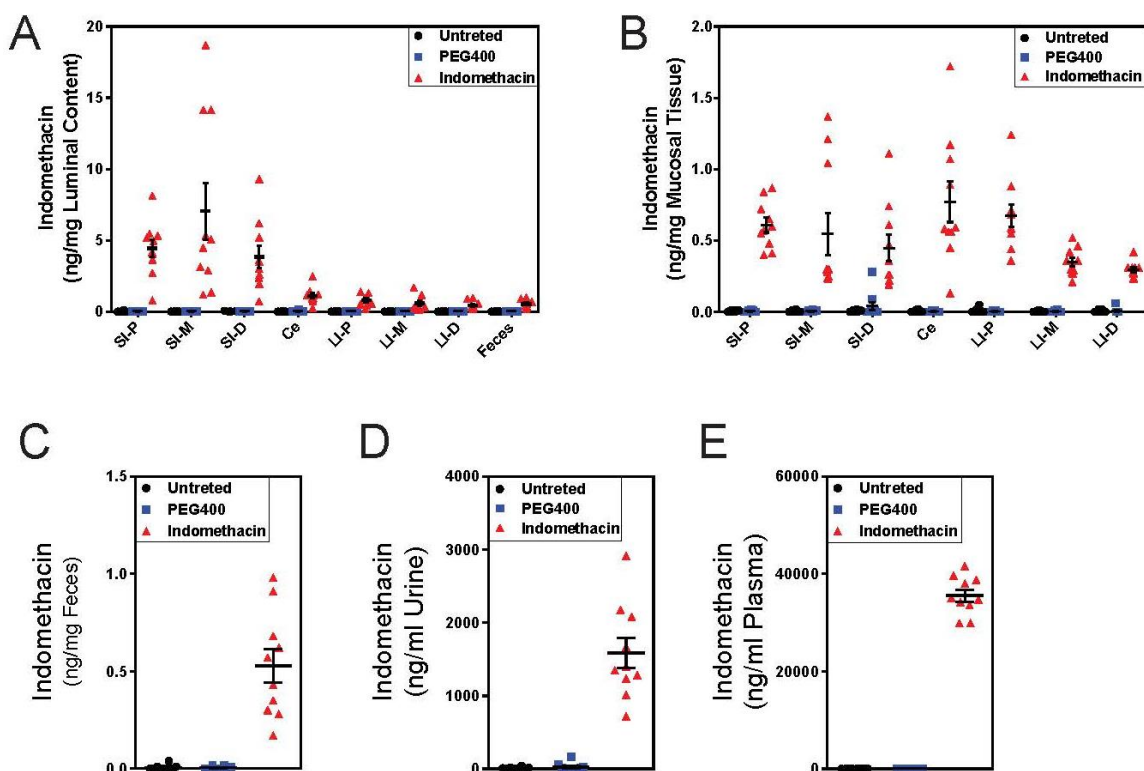 A
Indomethacin
(ng/mg Luminal Content)
20
15
10
5
0
Untreted
PEG400
Indomethacin
SI-P
SI-M
SI-D
Ce
LI-P
LI-M
LI-D
Feces
B
Indomethacin
(ng/mg Mucosal Tissue)
2.0
1.5
1.0
0.5
0.0
Untreted
PEG400
Indomethacin
SI-P
SI-M
SI-D
Ce
LI-P
LI-M
LI-D
C
Indomethacin
(ng/mg Feces)
1.5
1.0
0.5
0.0
Untreted
PEG400
Indomethacin
D
Indomethacin
(ng/ml Urine)
4000
3000
2000
1000
0
Untreted
PEG400
Indomethacin
E
Indomethacin
(ng/ml Plasma)
60000
40000
20000
0
Untreted
PEG400
Indomethacin